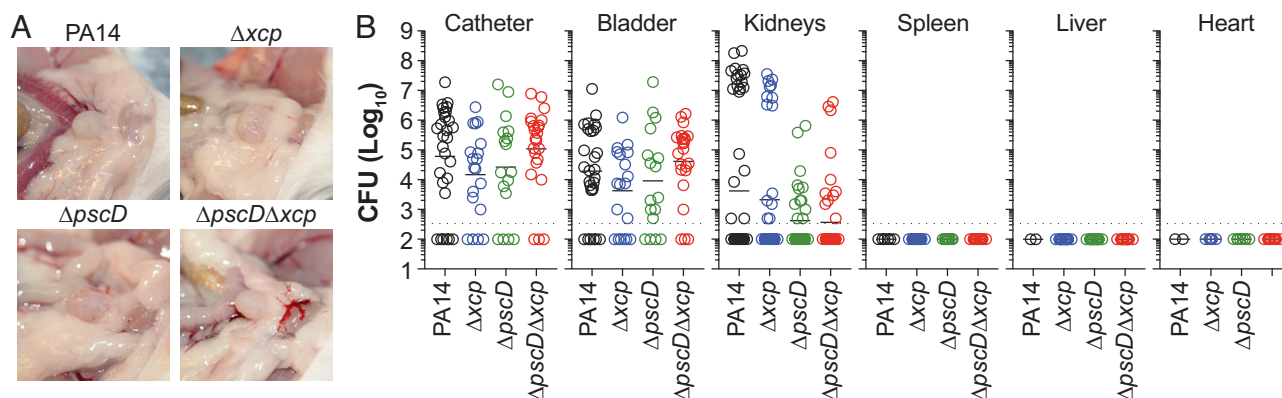 A
PA14
Δxcp
ΔpscD
ΔpscDΔxcp
B
Catheter
Bladder
Kidneys
Spleen
Liver
Heart
CFU (Log10)
9
8
7
6
5
4
3
2
1
PA14
Δxcp
ΔpscD
ΔpscDΔxcp
PA14
Δxcp
ΔpscD
ΔpscDΔxcp
PA14
Δxcp
ΔpscD
ΔpscDΔxcp
PA14
Δxcp
ΔpscD
ΔpscDΔxcp
PA14
Δxcp
ΔpscD
ΔpscDΔxcp
PA14
Δxcp
ΔpscD
ΔpscDΔxcp